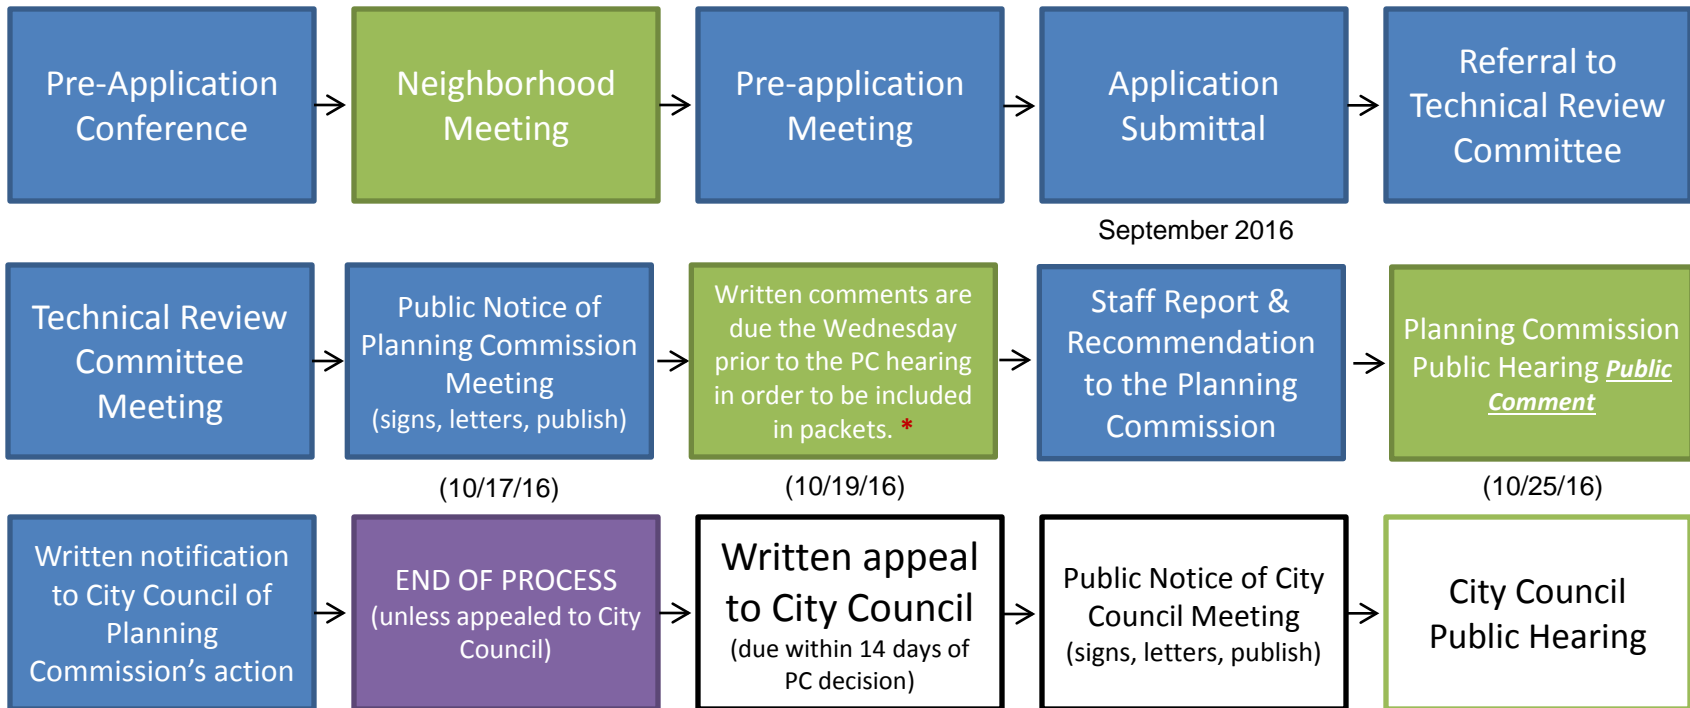 Pre-Application
Conference
Neighborhood
Meeting
Pre-application
Meeting
Application
Submittal
Referral to
Technical Review
Committee
September 2016
Technical Review
Committee
Meeting
Public Notice of
Planning Commission
Meeting
(signs, letters, publish)
Written comments are
due the Wednesday
prior to the PC hearing
in order to be included
in packets. *
Staff Report &
Recommendation
to the Planning
Commission
Planning Commission
Public Hearing Public
Comment
(10/17/16)
(10/19/16)
(10/25/16)
Written notification
to City Council of
Planning
Commission’s action
END OF PROCESS
(unless appealed to City
Council)
Written appeal
to City Council
(due within 14 days of
PC decision)
Public Notice of City
Council Meeting
(signs, letters, publish)
City Council
Public Hearing